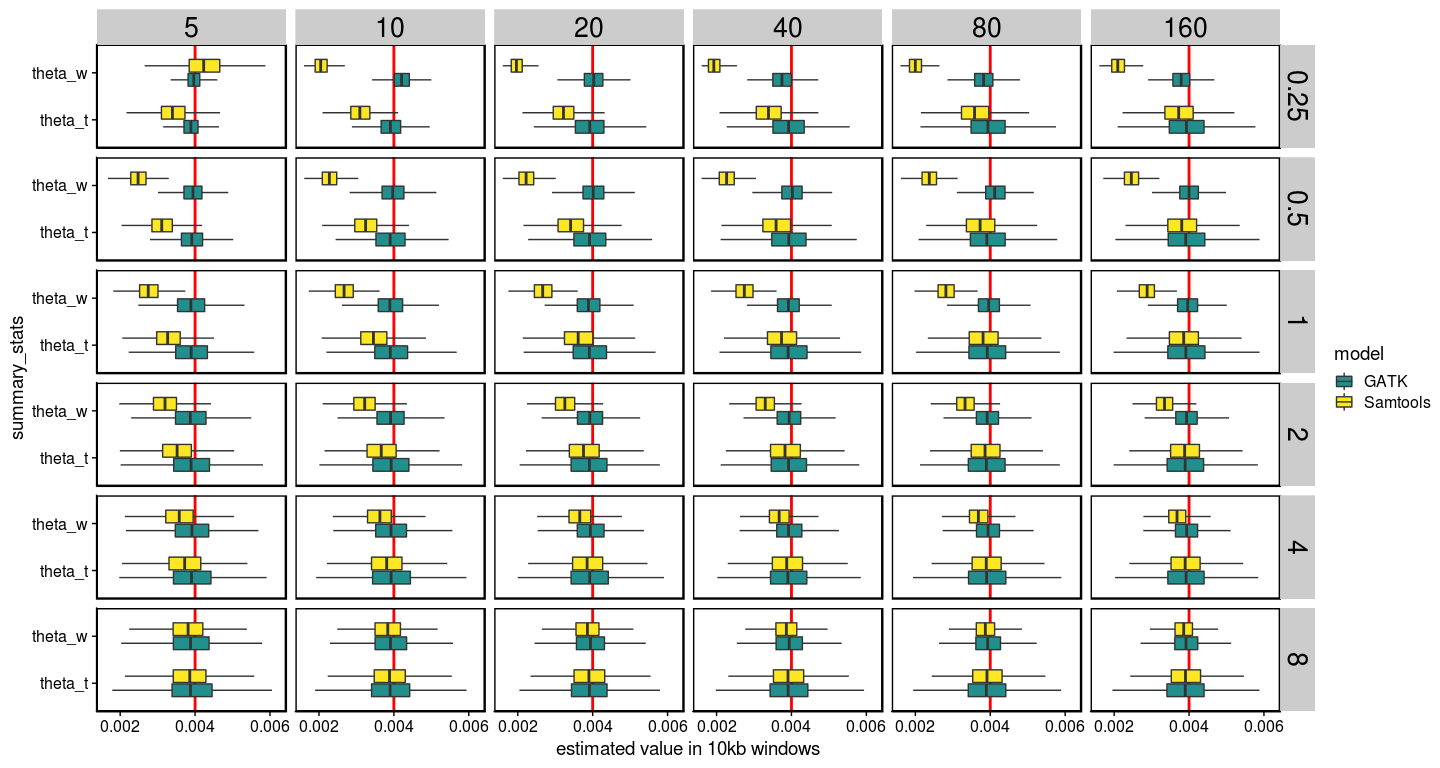 5 10 20 40 80 160
theta_w
theta_t
0.25
theta_w
theta_t
0.5
theta_w
theta_t
1
theta_w
theta_t
2
theta_w
theta_t
4
theta_w
theta_t
8
summary_stats
0.002 0.004 0.006 0.002 0.004 0.006 0.002 0.004 0.006 0.002 0.004 0.006 0.002 0.004 0.006 0.002 0.004 0.006
estimated value in 10kb windows
model
GATK
Samtools